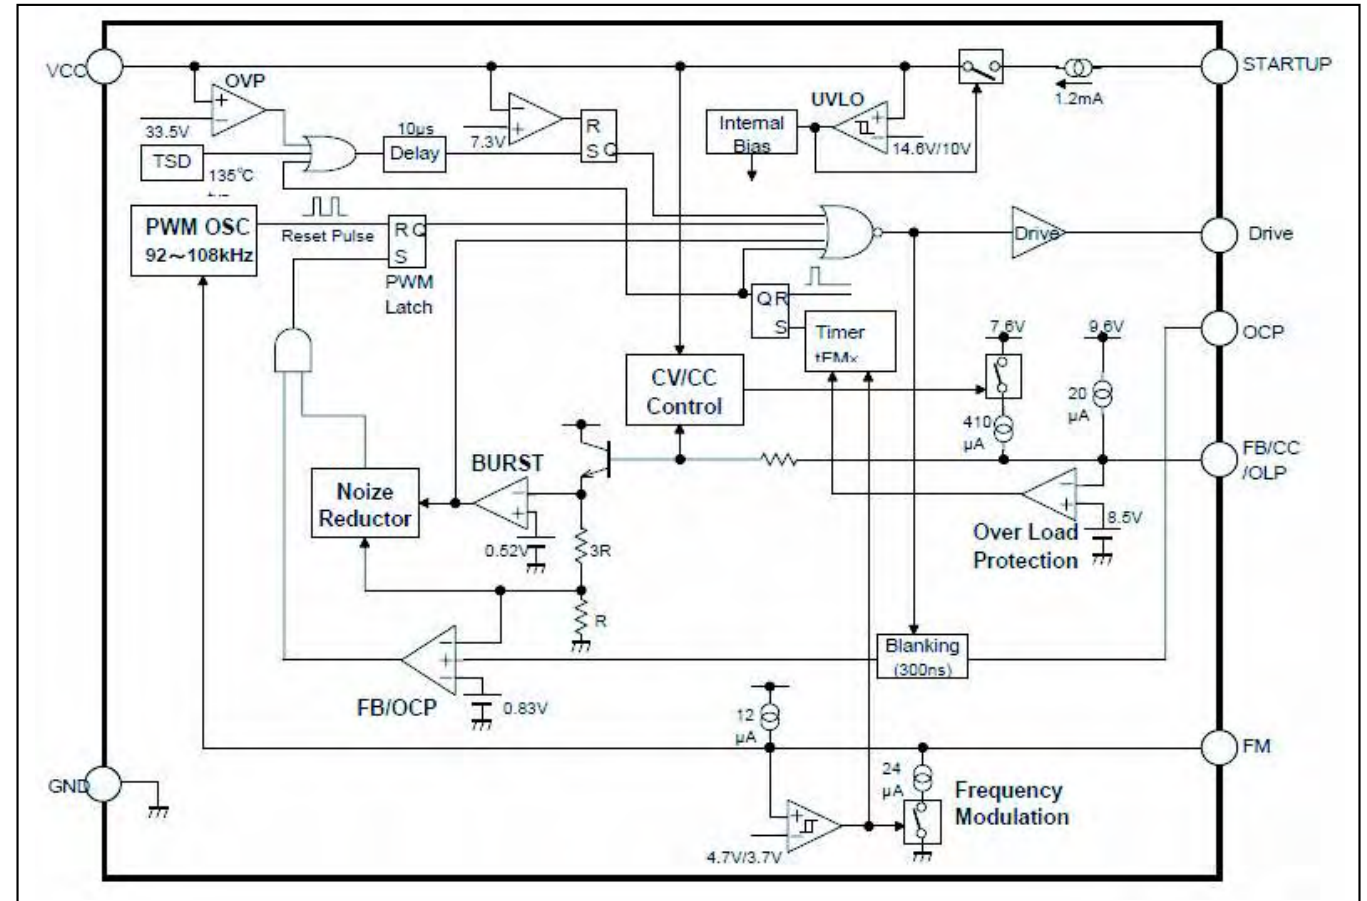 VCC
OVP
33.5V
TSD
135℃
10µs
Delay
7.3V
R
S Q
Internal
Bias
UVLO
14.6V/10V
1.2mA
STARTUP
PWM OSC
92～108kHz
Reset Pulse
R Q
S
PWM
Latch
Drive
Drive
Q R
S
Timer
7.6V
9.6V
OCP
CV/CC
Control
410
µA
20
µA
FB/CC
/OLP
BURST
Noize
Reductor
0.52V
3R
R
8.5V
Over Load
Protection
Blanking
(300ns)
FB/OCP
0.83V
12
µA
FM
GND
24
µA
Frequency
Modulation
4.7V/3.7V